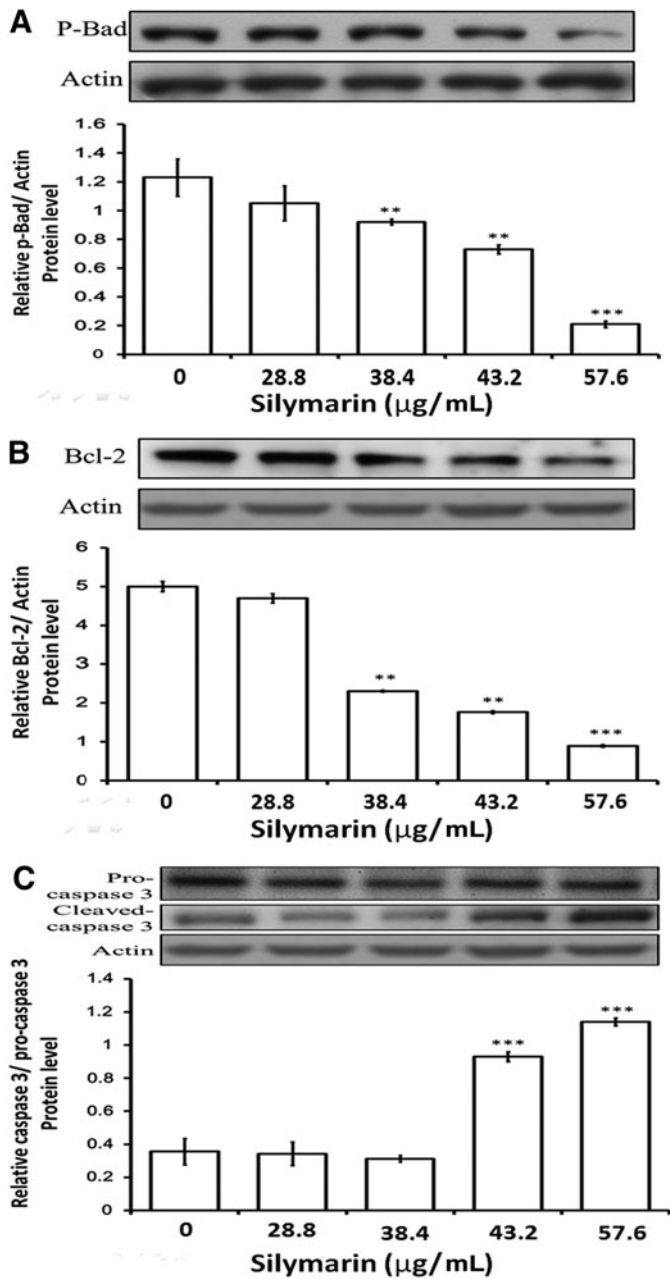 A
P-Bad
Actin
Relative p-Bad/ Actin
Protein level
1.6
1.4
1.2
1
0.8
0.6
0.4
0.2
0
**
**
***
0 28.8 38.4 43.2 57.6
Silymarin (μg/mL)
B
Bcl-2
Actin
Relative Bcl-2/ Actin
Protein level
6
5
4
3
2
1
0
**
**
***
0 28.8 38.4 43.2 57.6
Silymarin (μg/mL)
C
Pro-
caspase 3
Cleaved-
caspase 3
Actin
Relative caspase 3/ pro-caspase 3
Protein level
1.4
1.2
1
0.8
0.6
0.4
0.2
0
***
***
0 28.8 38.4 43.2 57.6
Silymarin (μg/mL)